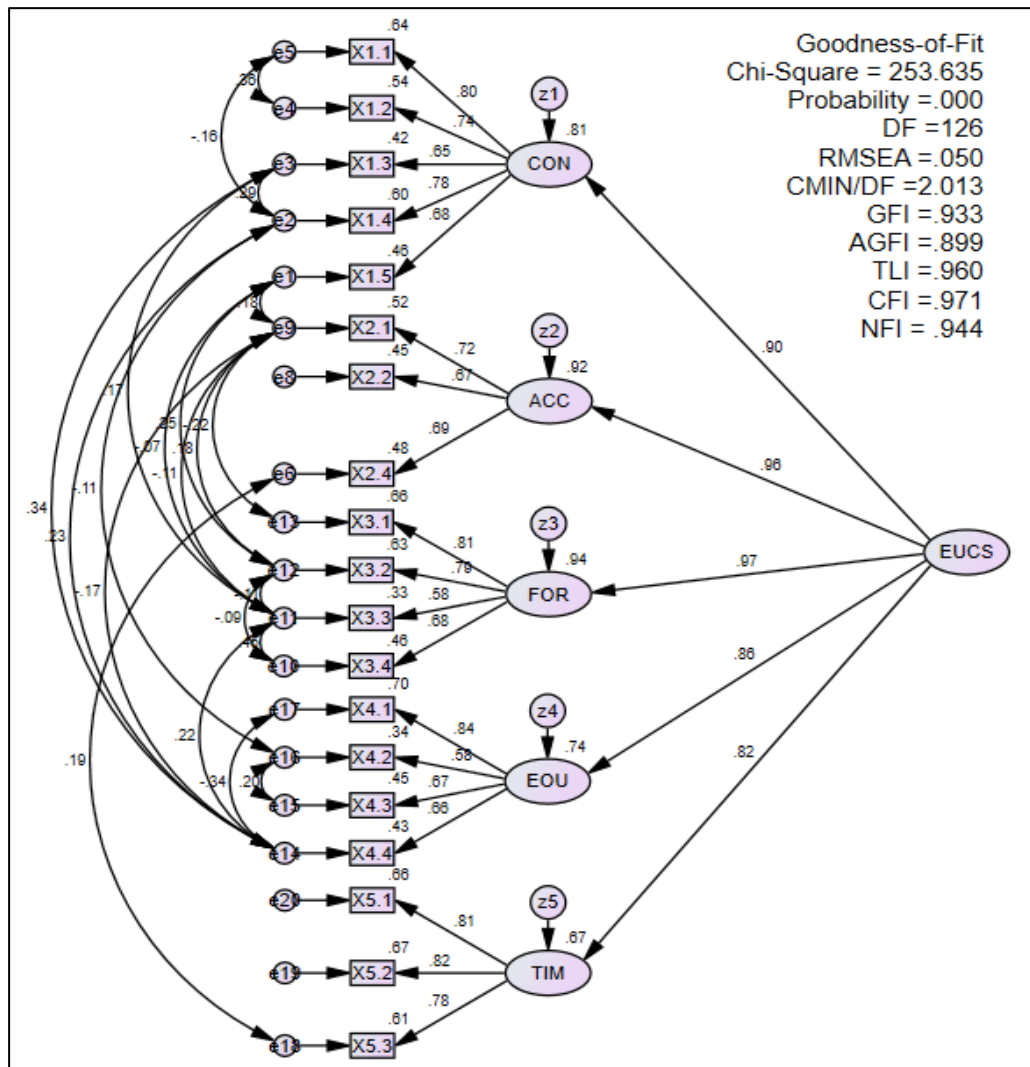 Goodness-of-Fit
Chi-Square = 253.635
Probability =.000
DF =126
RMSEA =.050
CMIN/DF =2.013
GFI =.933
AGFI =.899
TLI =.960
CFI =.971
NFI = .944
.64
e5 X1.1
.36 .54 .80 z1
e4 X1.2 .74 .81
-.16 .42
e3 X1.3 .65 CON
.29 .60 .78
e2 X1.4 .68
.46
e1 X1.5
.18 .52
e9 X2.1 z2
.45 .72 .90
e8 X2.2 .67 .92
.17 ACC
.25 -.22 .69
-.07 .18 .48
-.11 e6 X2.4 .96
.34 -.11 .66
.23 e13 X3.1 z3
.63 .81
e12 X3.2 .79 .94 .97 EUCS
-.17 .33 FOR
-.09 e11 X3.3 .58
.46 .68
e10 X3.4
.70 .86
e17 X4.1 z4
.22 .34 .84
.19 e16 X4.2 .58 .74 .82
-.34 .20 .45 EOU
e15 X4.3 .67
.43 .66
e14 X4.4
.66
e20 X5.1 z5
.81
.67 .67
e19 X5.2 .82 TIM
.61 .78
e18 X5.3